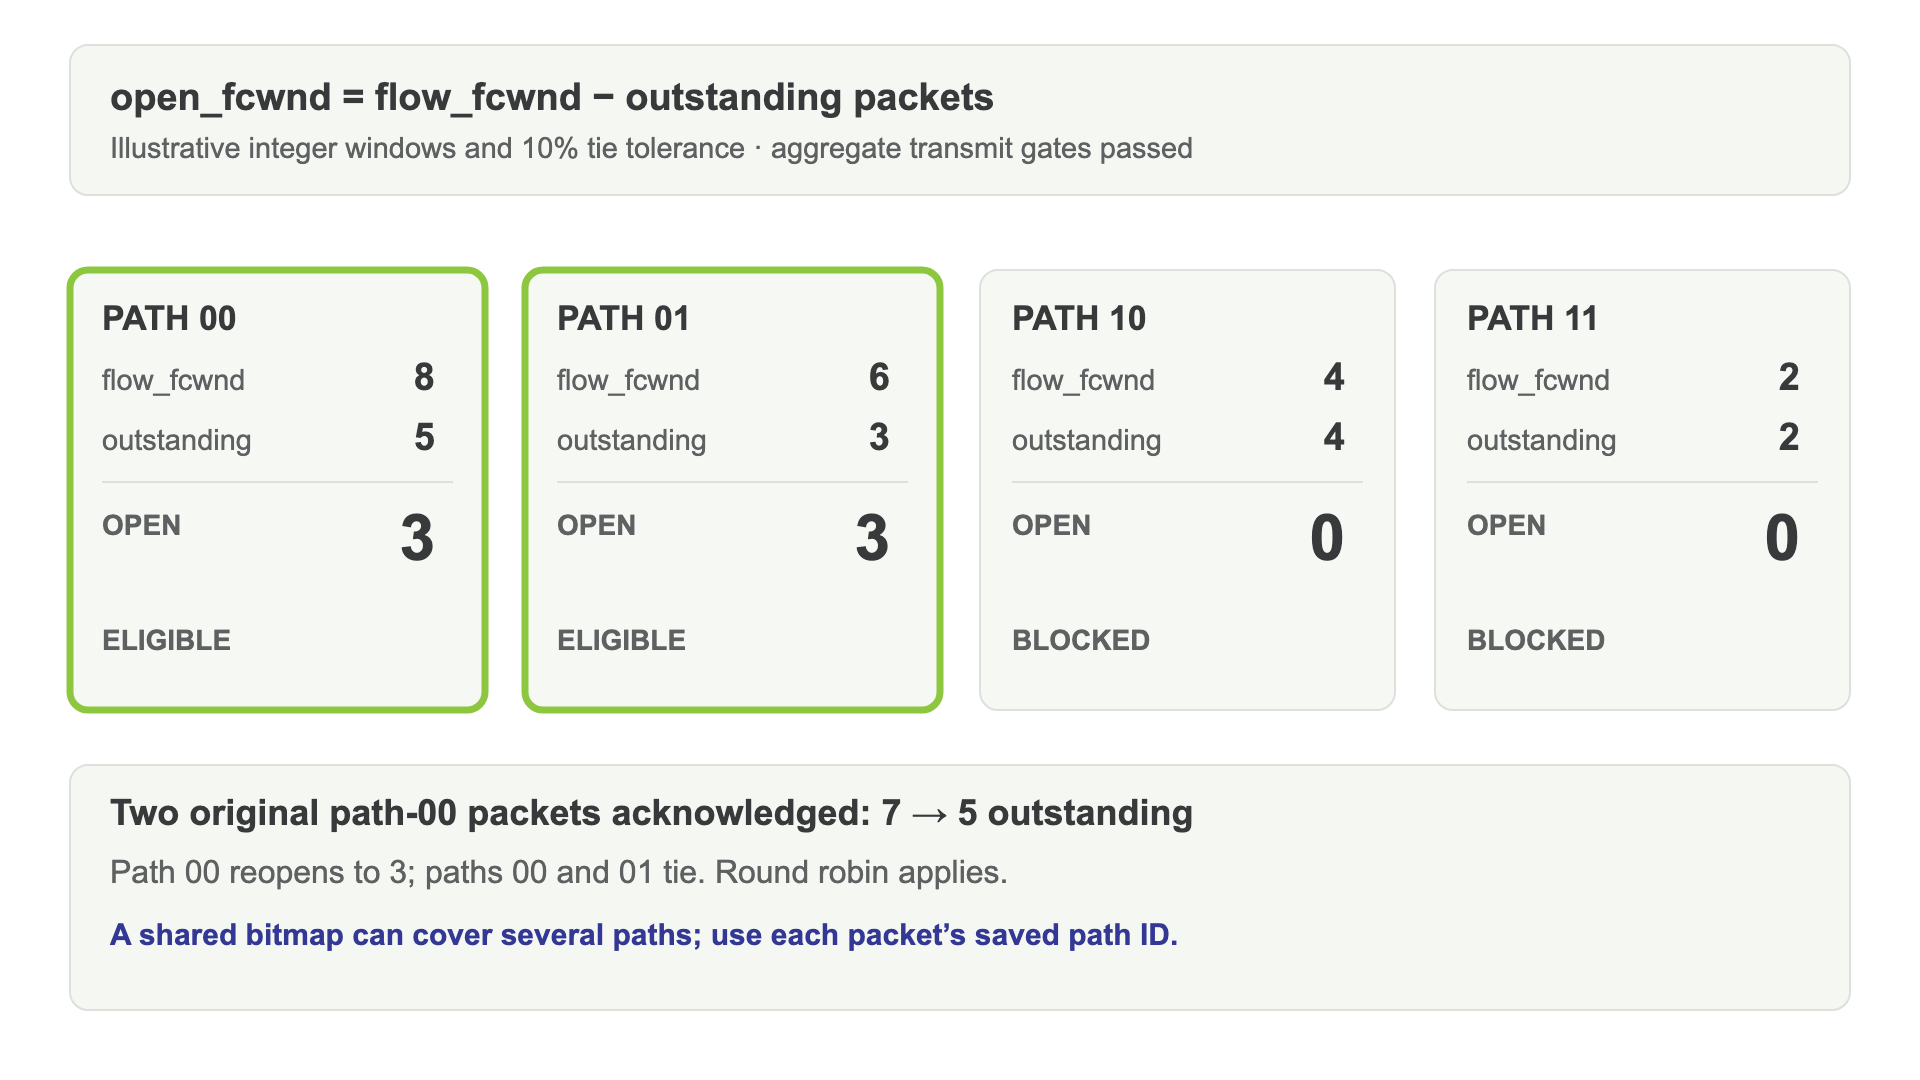 open_fcwnd = flow_fcwnd − outstanding packets
Illustrative integer windows and 10% tie tolerance · aggregate transmit gates passed
PATH 00
flow_fcwnd 8
outstanding 5
OPEN 3
ELIGIBLE
PATH 01
flow_fcwnd 6
outstanding 3
OPEN 3
ELIGIBLE
PATH 10
flow_fcwnd 4
outstanding 4
OPEN 0
BLOCKED
PATH 11
flow_fcwnd 2
outstanding 2
OPEN 0
BLOCKED
Two original path-00 packets acknowledged: 7 → 5 outstanding
Path 00 reopens to 3; paths 00 and 01 tie. Round robin applies.
A shared bitmap can cover several paths; use each packet’s saved path ID.